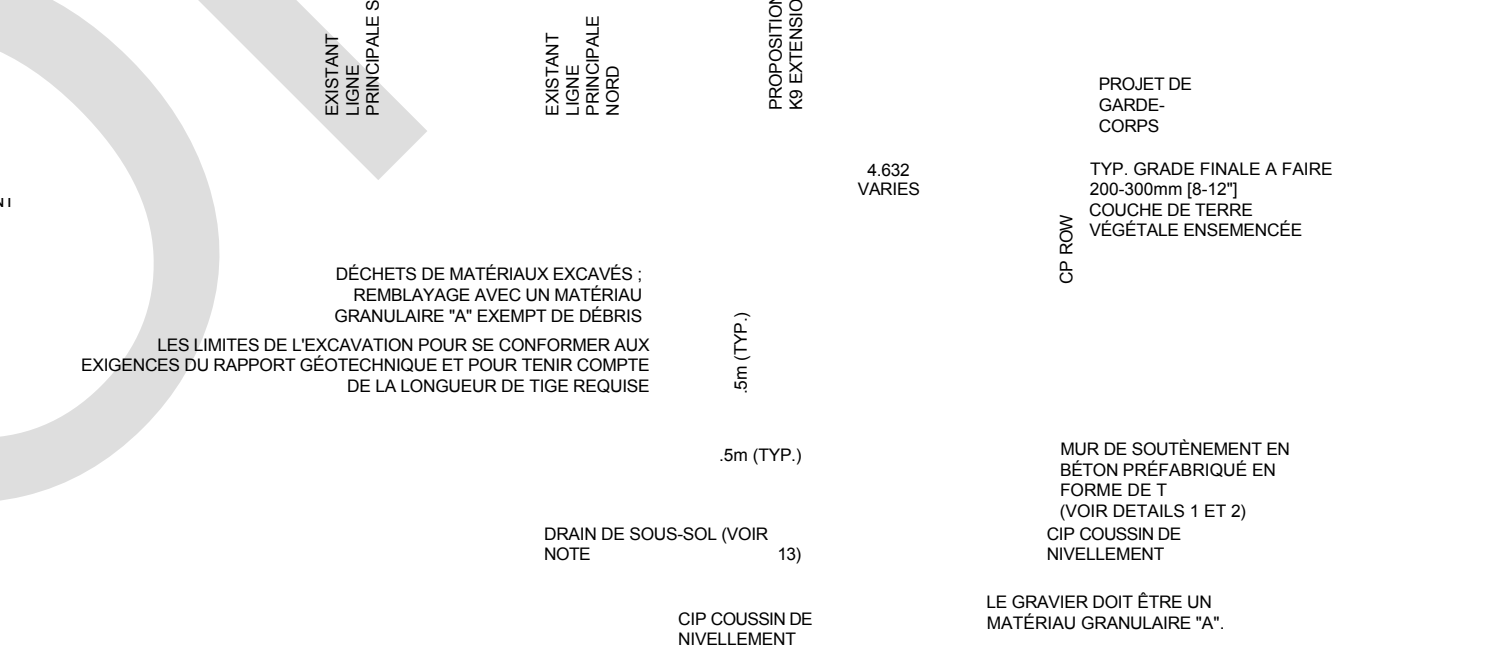 EXISTANT
LIGNE
PRINCIPALE S
EXISTANT
LIGNE
PRINCIPALE
NORD
PROPOSITION
K9 EXTENSIO
PROJET DE
GARDE-
CORPS
4.632
VARIES
TYP. GRADE FINALE A FAIRE
200-300mm [8-12"]
COUCHE DE TERRE
VÉGÉTALE ENSEMENCÉE
CP ROW
DÉCHETS DE MATÉRIAUX EXCAVÉS ;
REMBLAYAGE AVEC UN MATÉRIAU
GRANULAIRE "A" EXEMPT DE DÉBRIS
LES LIMITES DE L'EXCAVATION POUR SE CONFORMER AUX
EXIGENCES DU RAPPORT GÉOTECHNIQUE ET POUR TENIR COMPTE
DE LA LONGUEUR DE TIGE REQUISE
.5m (TYP.)
.5m (TYP.)
MUR DE SOUTÈNEMENT EN
BÉTON PRÉFABRIQUÉ EN
FORME DE T
(VOIR DETAILS 1 ET 2)
DRAIN DE SOUS-SOL (VOIR
NOTE 13)
CIP COUSSIN DE
NIVELLEMENT
LE GRAVIER DOIT ÊTRE UN
MATÉRIAU GRANULAIRE "A".
CIP COUSSIN DE
NIVELLEMENT